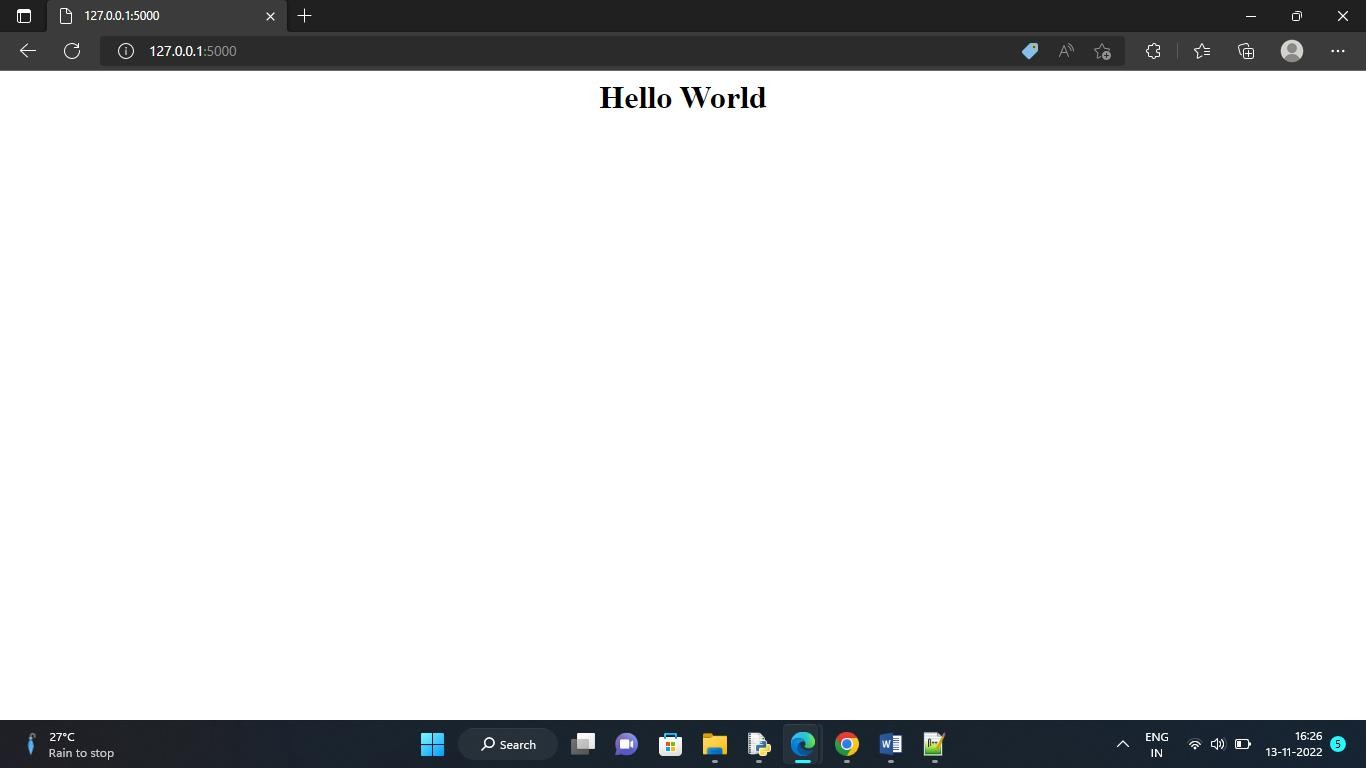 127.0.0.1:5000
127.0.0.1:5000
Hello World
27°C
Rain to stop
Search
ENG
IN
16:26
13-11-2022
5